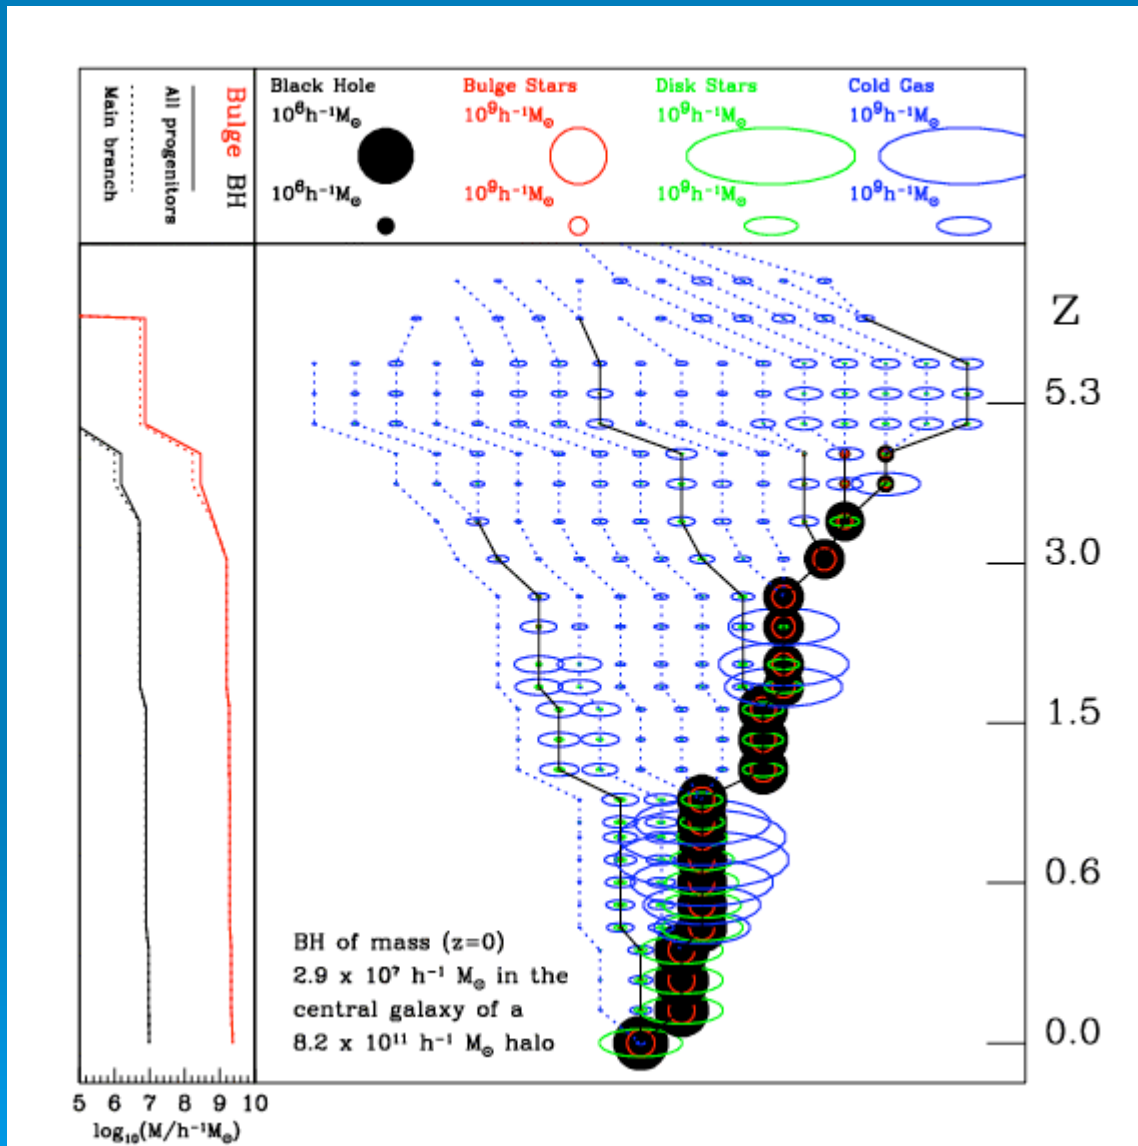 Bulge BH
All progenitors
Main branch
Black Hole
10⁶h⁻¹M⊙
10⁶h⁻¹M⊙
Bulge Stars
10⁹h⁻¹M⊙
10⁹h⁻¹M⊙
Disk Stars
10⁹h⁻¹M⊙
10⁹h⁻¹M⊙
Cold Gas
10⁹h⁻¹M⊙
10⁹h⁻¹M⊙
Z
5.3
3.0
1.5
0.6
0.0
BH of mass (z=0)
2.9 x 10⁷ h⁻¹ M⊙ in the
central galaxy of a
8.2 x 10¹¹ h⁻¹ M⊙ halo
5 6 7 8 9 10
log₁₀(M/h⁻¹M⊙)